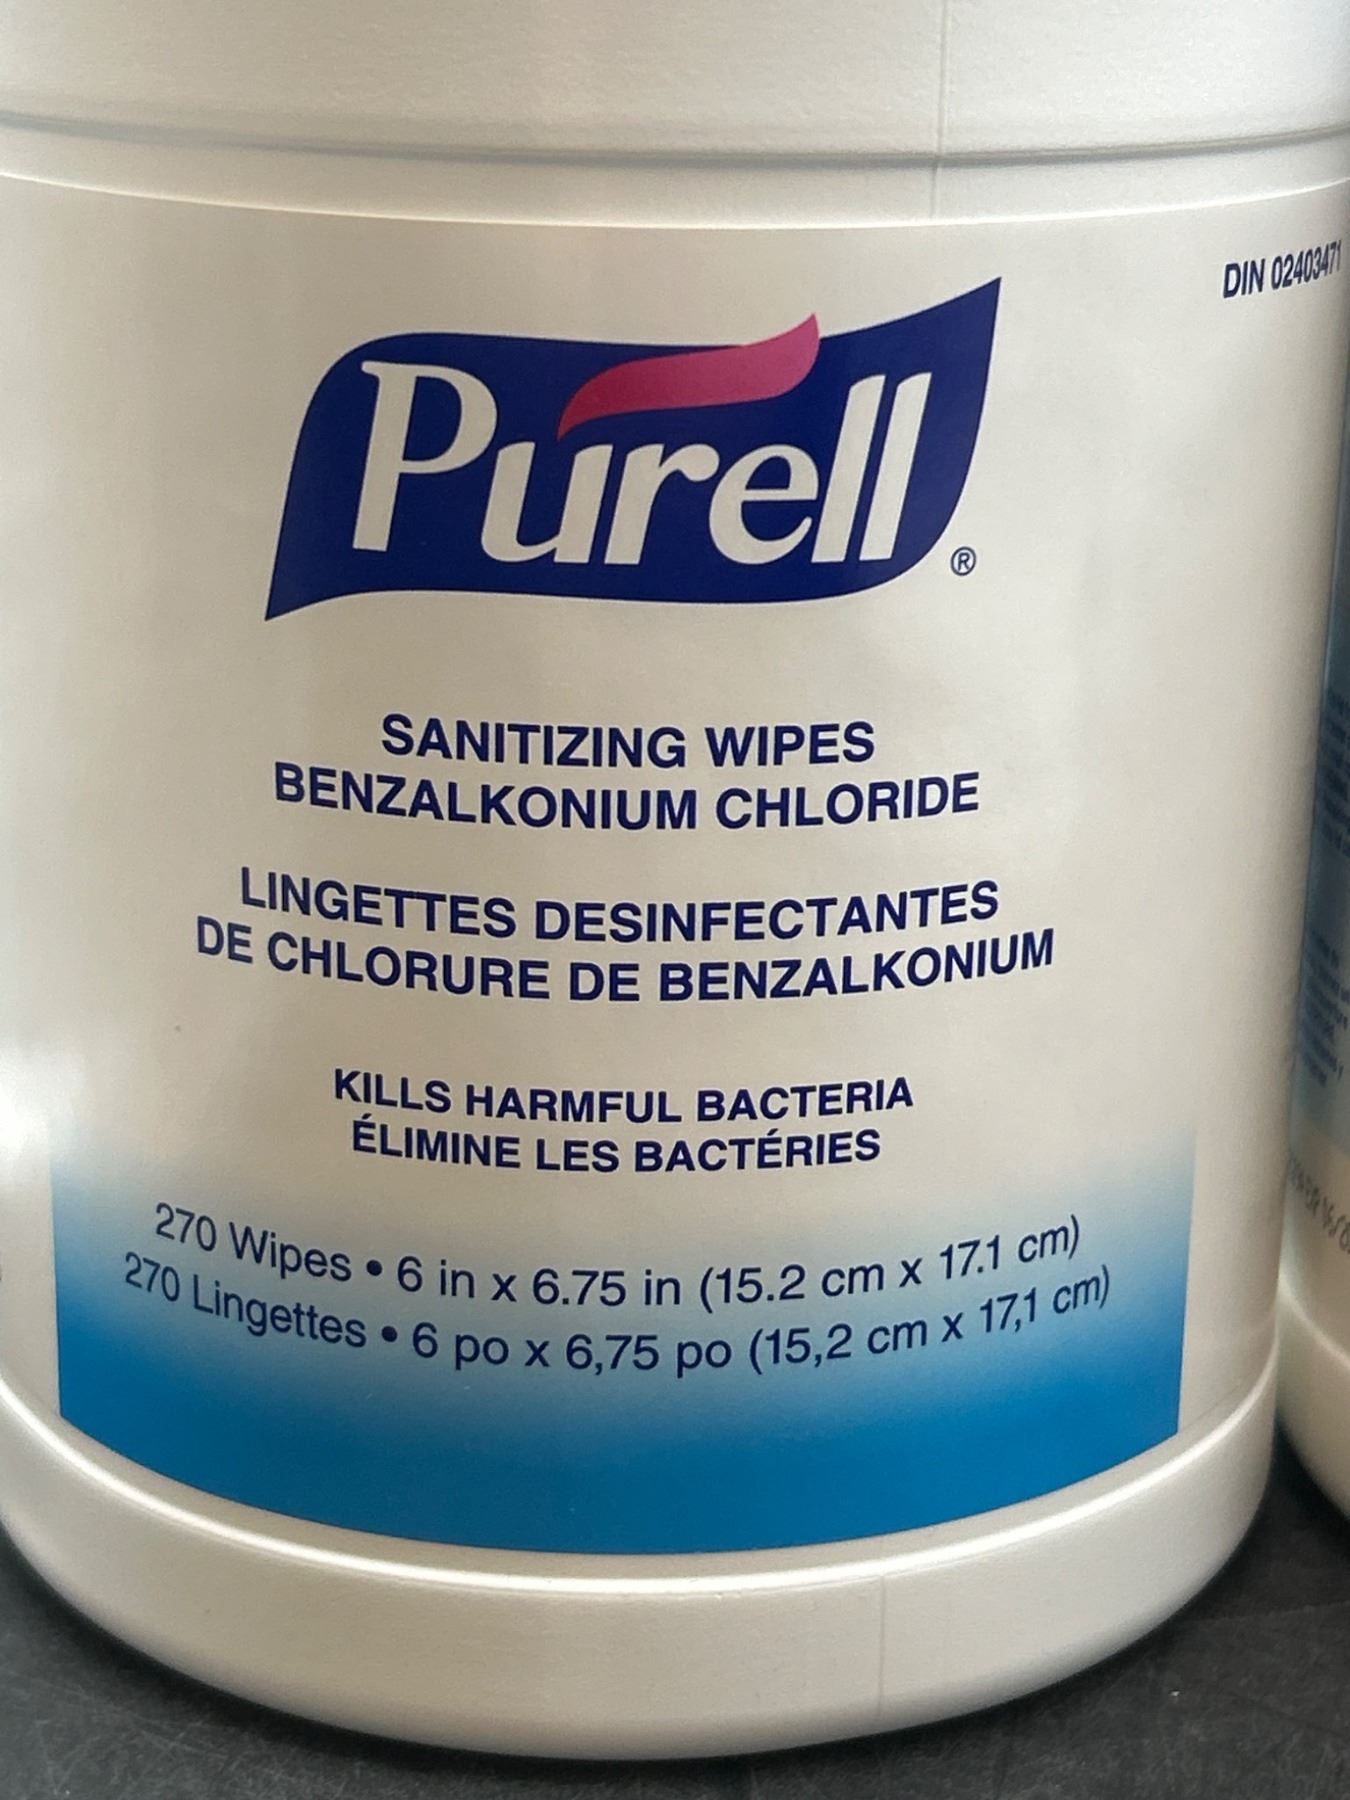 DIN 02403471
Purell®
SANITIZING WIPES
BENZALKONIUM CHLORIDE
LINGETTES DESINFECTANTES
DE CHLORURE DE BENZALKONIUM
KILLS HARMFUL BACTERIA
ÉLIMINE LES BACTÉRIES
270 Wipes • 6 in x 6.75 in (15.2 cm x 17.1 cm)
270 Lingettes • 6 po x 6,75 po (15,2 cm x 17,1 cm)